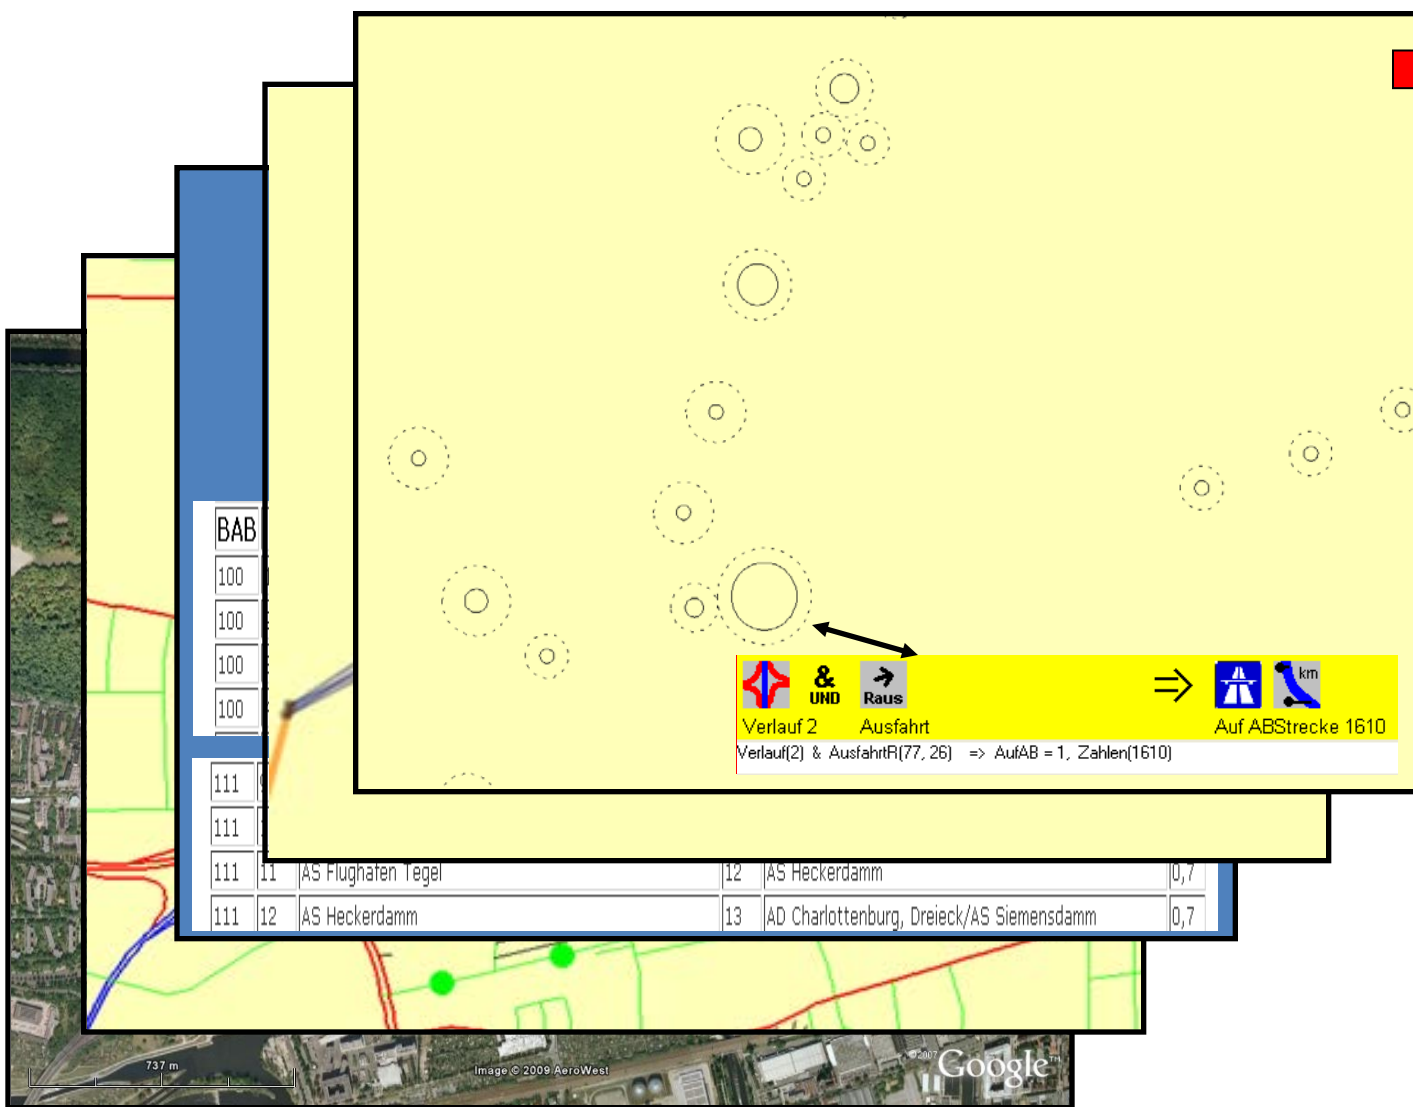 BAB
100
100
100
100
& UND
Raus
km
Verlauf 2 Ausfahrt Auf ABStrecke 1610
Verlauf(2) & AusfahrtR(77, 26) => AufAB = 1, Zahlen(1610)
111
111
111 11 AS Flughafen Tegel 12 AS Heckerdamm 0,7
111 12 AS Heckerdamm 13 AD Charlottenburg, Dreieck/AS Siemensdamm 0,7
737 m
Image © 2009 AeroWest
©2007 Google™